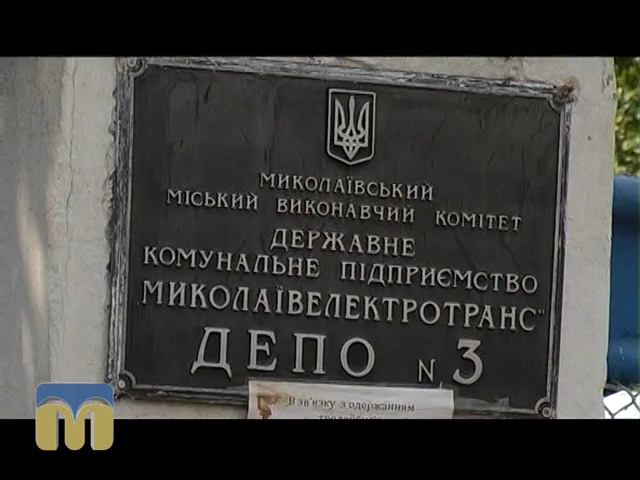 МИКОЛАЇВСЬКИЙ
МІСЬКИЙ ВИКОНАВЧИЙ КОМІТЕТ
ДЕРЖАВНЕ
КОМУНАЛЬНЕ ПІДПРИЄМСТВО
"МИКОЛАЇВЕЛЕКТРОТРАНС"
ДЕПО N 3
В зв'язку з одержанням
М